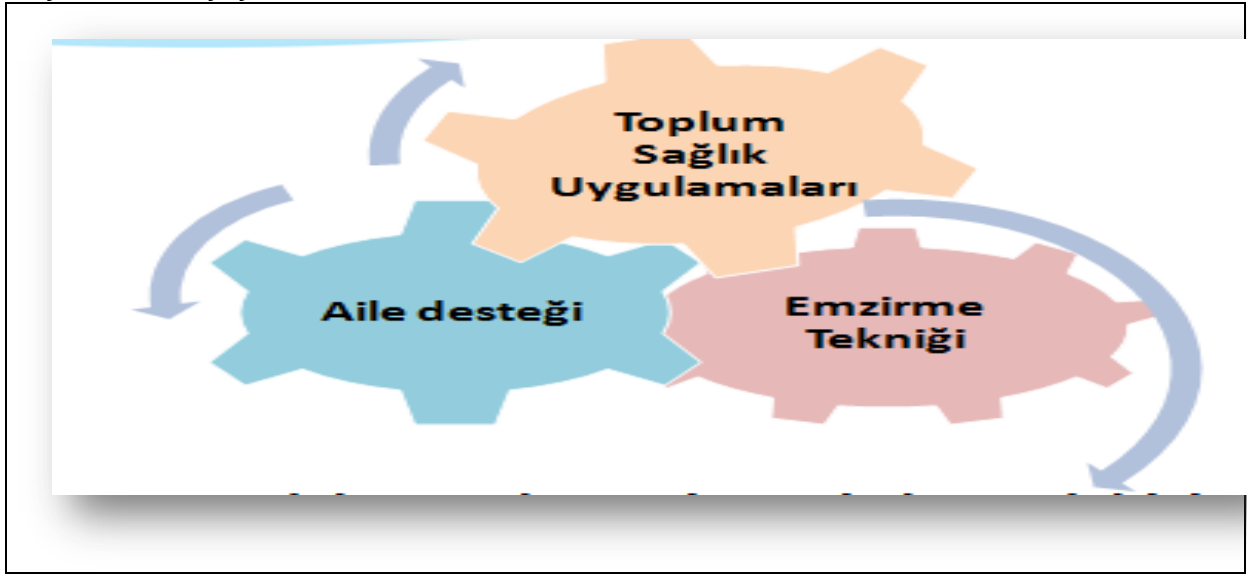 Toplum
Sağlık
Uygulamaları
Aile desteği
Emzirme
Tekniği